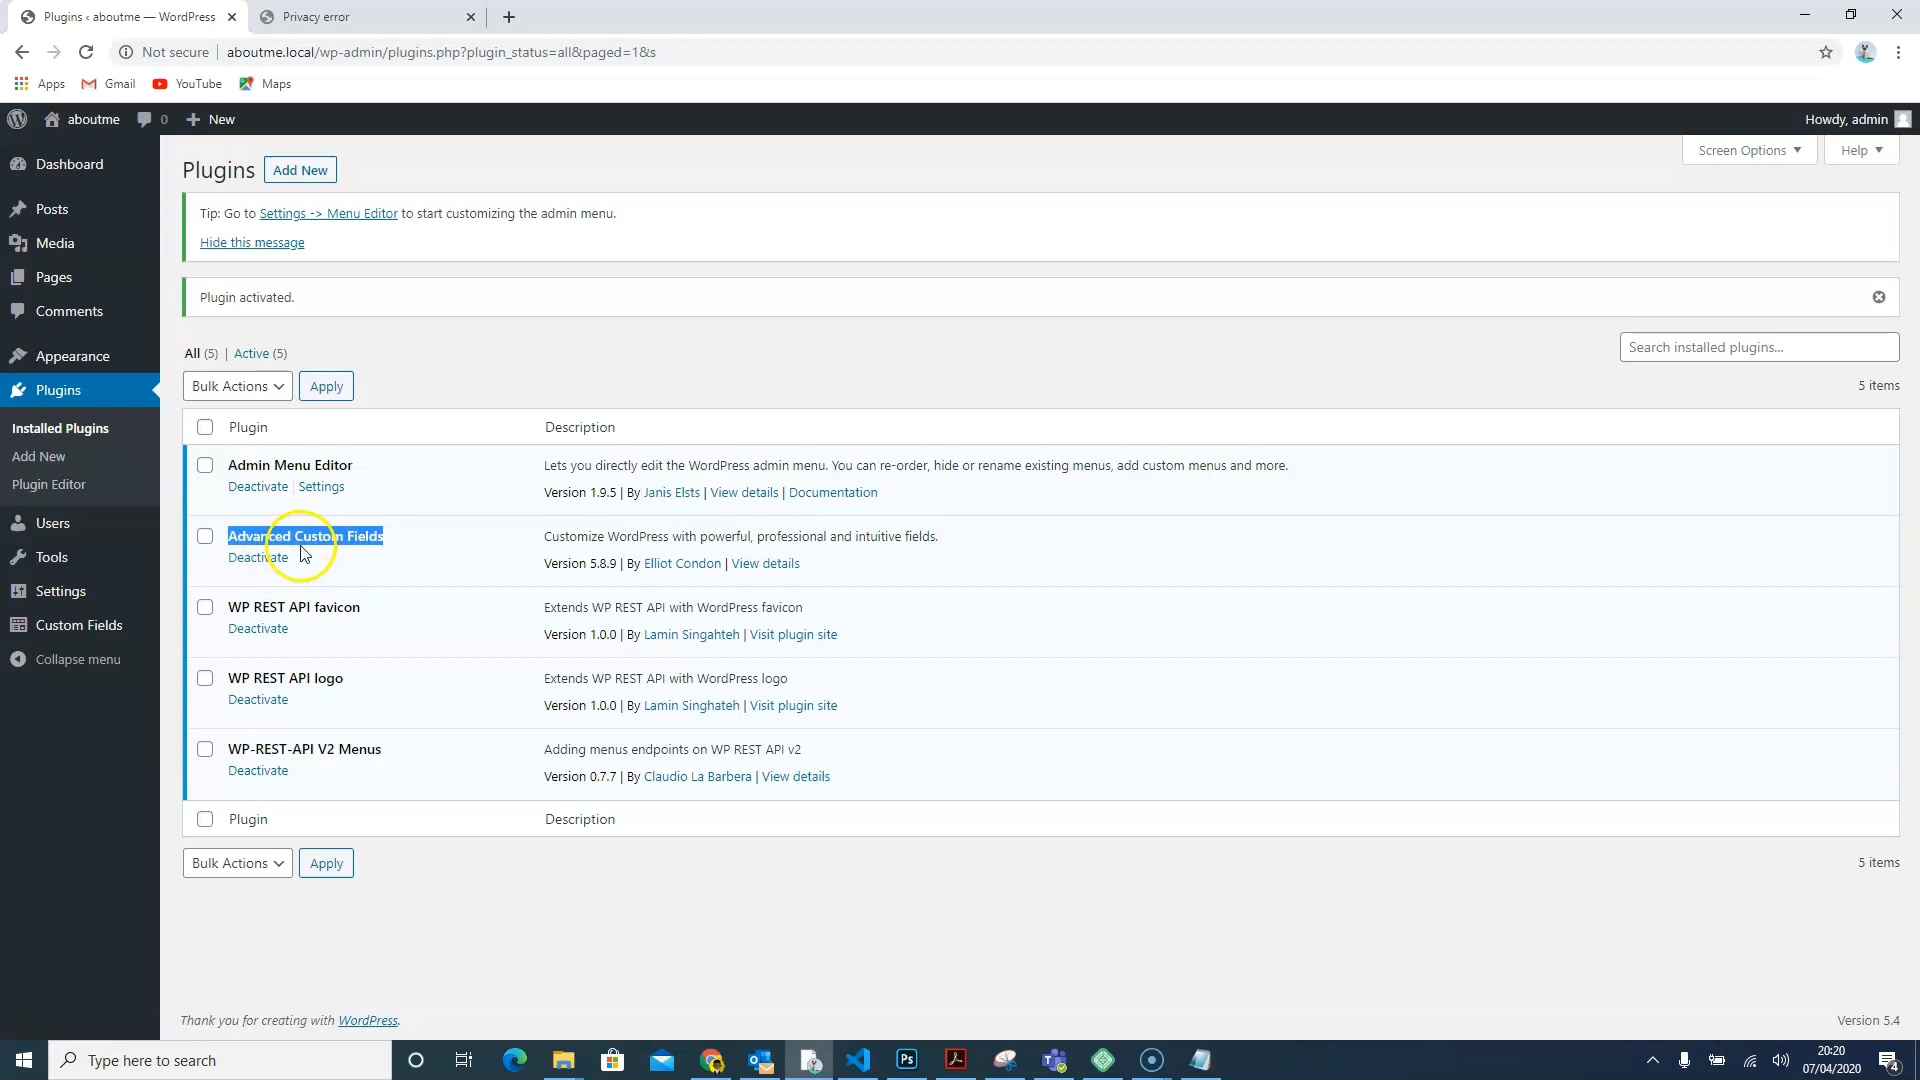 Plugins ‹ aboutme — WordPress
Privacy error
Not secure
aboutme.local/wp-admin/plugins.php?plugin_status=all&paged=1&s
Apps
Gmail
YouTube
Maps
aboutme
0
New
Howdy, admin
Dashboard
Posts
Media
Pages
Comments
Appearance
Plugins
Installed Plugins
Add New
Plugin Editor
Users
Tools
Settings
Custom Fields
Collapse menu
Screen Options
Help
Plugins
Add New
Tip: Go to Settings -> Menu Editor to start customizing the admin menu.
Hide this message
Plugin activated.
All (5) | Active (5)
Search installed plugins...
Bulk Actions
Apply
5 items
Plugin
Description
Admin Menu Editor
Lets you directly edit the WordPress admin menu. You can re-order, hide or rename existing menus, add custom menus and more.
Deactivate | Settings
Version 1.9.5 | By Janis Elsts | View details | Documentation
Advanced Custom Fields
Customize WordPress with powerful, professional and intuitive fields.
Deactivate
Version 5.8.9 | By Elliot Condon | View details
WP REST API favicon
Extends WP REST API with WordPress favicon
Deactivate
Version 1.0.0 | By Lamin Singahteh | Visit plugin site
WP REST API logo
Extends WP REST API with WordPress logo
Deactivate
Version 1.0.0 | By Lamin Singhateh | Visit plugin site
WP-REST-API V2 Menus
Adding menus endpoints on WP REST API v2
Deactivate
Version 0.7.7 | By Claudio La Barbera | View details
Plugin
Description
Bulk Actions
Apply
5 items
Thank you for creating with WordPress.
Version 5.4
Type here to search
Ps
20:20
07/04/2020
4